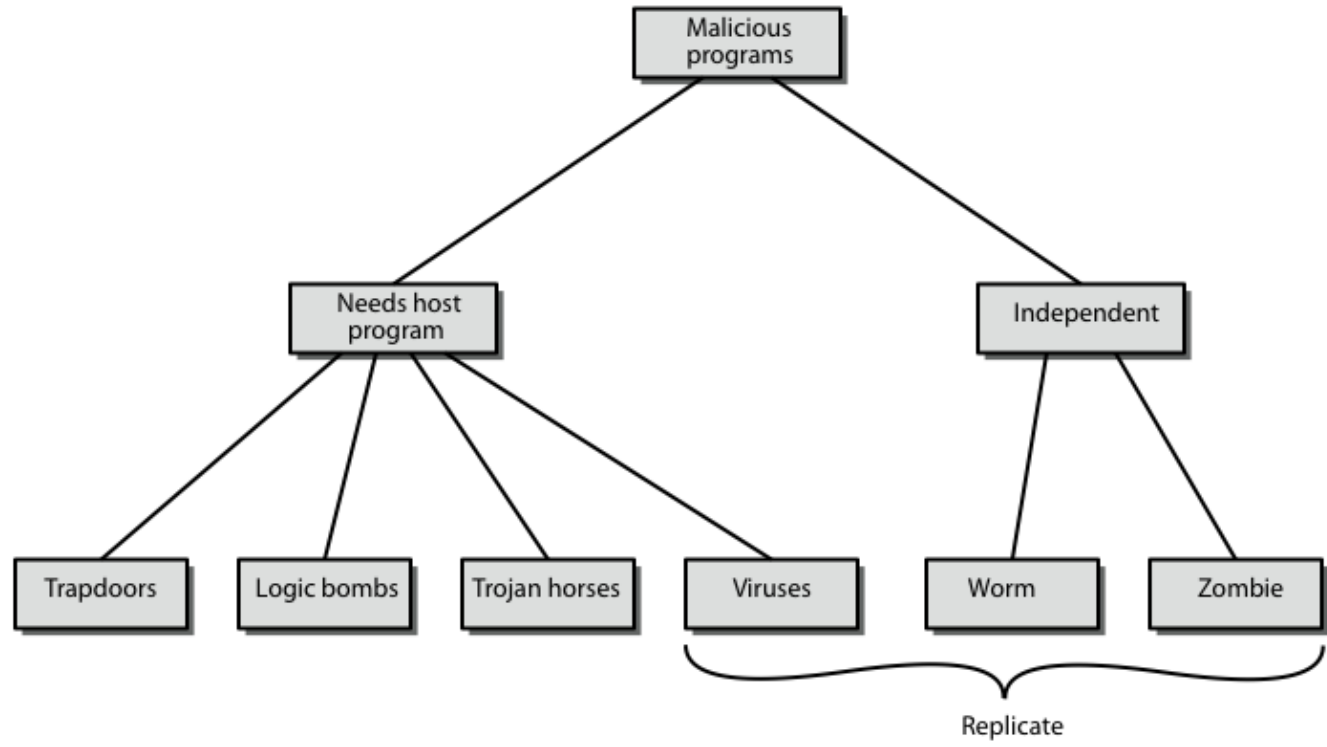 Malicious
programs
Needs host
program
Independent
Trapdoors
Logic bombs
Trojan horses
Viruses
Worm
Zombie
Replicate